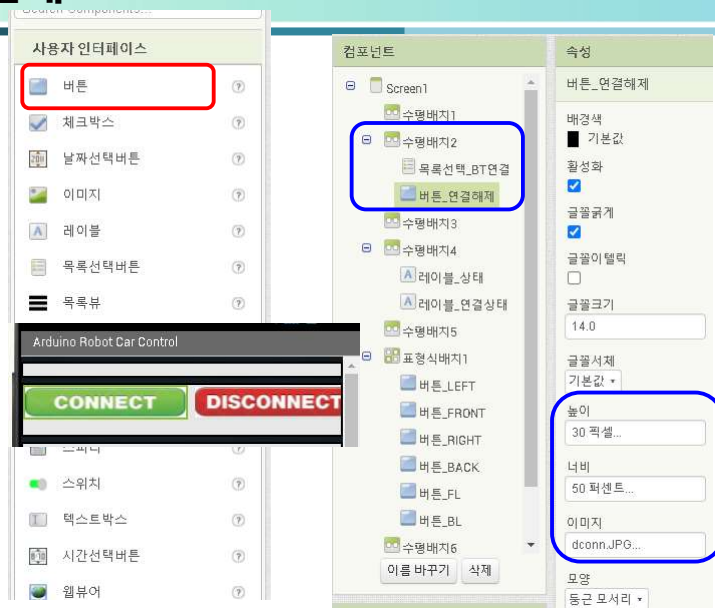 Search Components...
사용자 인터페이스
버튼
체크박스
날짜선택버튼
이미지
레이블
목록선택버튼
목록뷰
Arduino Robot Car Control
CONNECT
DISCONNECT
스위치
텍스트박스
시간선택버튼
웹뷰어
컴포넌트
Screen1
수평배치1
수평배치2
목록선택_BT연결
버튼_연결해제
수평배치3
수평배치4
레이블_상태
레이블_연결상태
수평배치5
표형식배치1
버튼_LEFT
버튼_FRONT
버튼_RIGHT
버튼_BACK
버튼_FL
버튼_BL
수평배치6
이름 바꾸기 삭제
속성
버튼_연결해제
배경색
기본값
활성화
글꼴굵게
글꼴이텔릭
글꼴크기
14.0
글꼴서체
기본값
높이
30 픽셀...
너비
50 퍼센트...
이미지
dconn.JPG...
모양
둥근 모서리